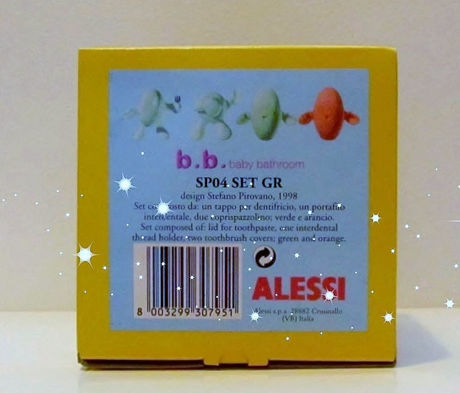 b.b. baby bathroom
SP04 SET GR
design Stefano Pirovano, 1998
Set composto da: un tappo per dentifricio, un portafilo
interdentale, due soprispazzolino: verde e arancio.
Set composed of: lid for toothpaste, one interdental
thread holder, two toothbrush covers: green and orange.
8 003299 307951
ALESSI
Alessi s.p.a. 28882 Crusinallo
(VB) Italia